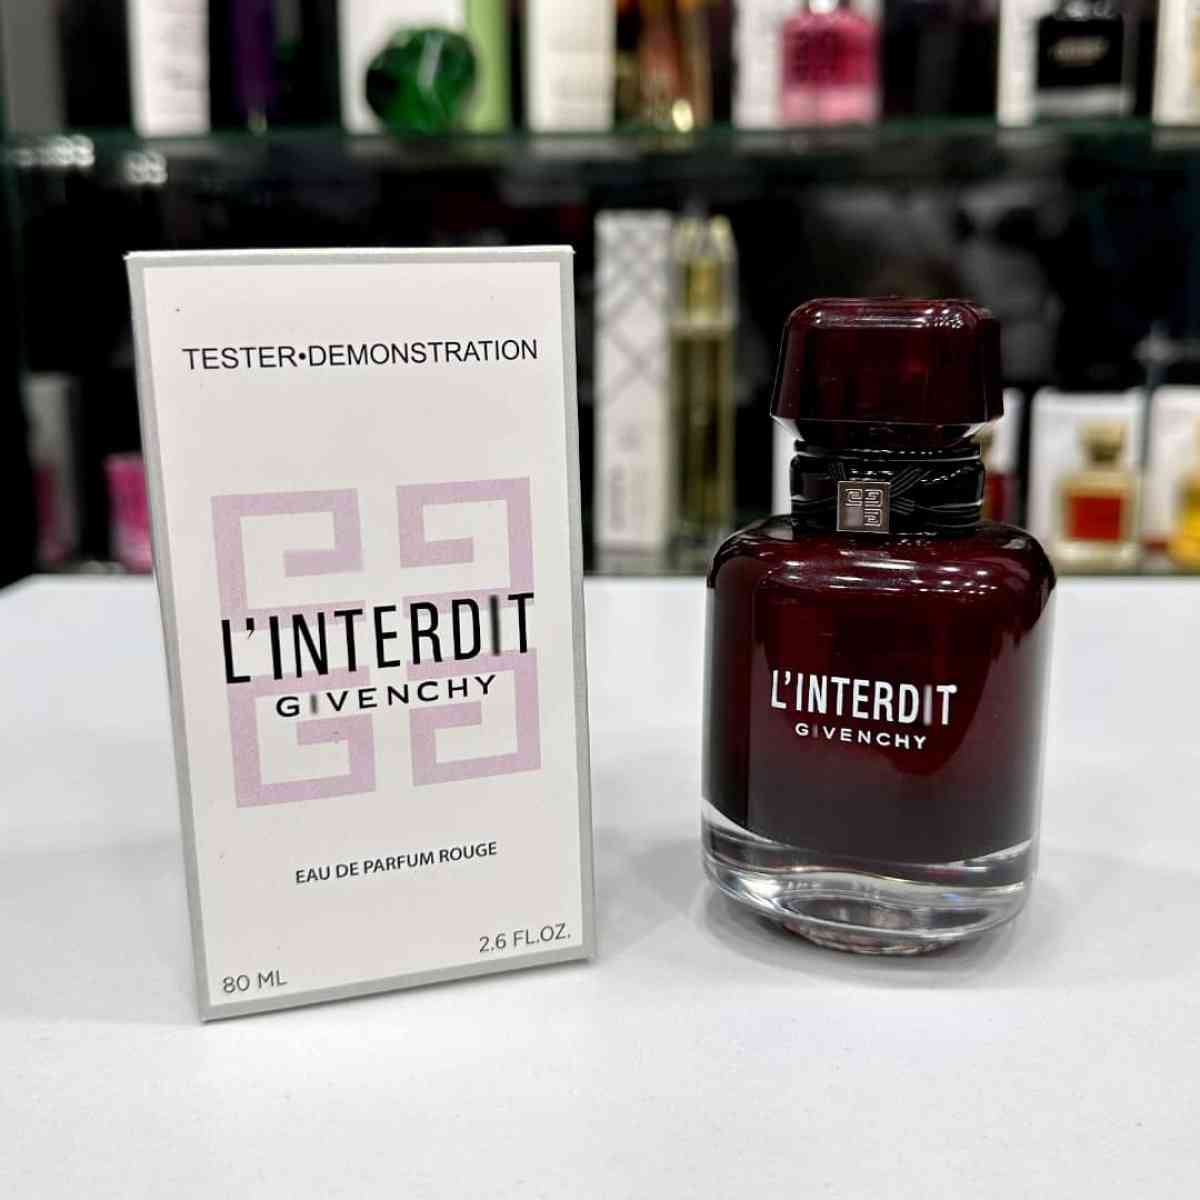 TESTER•DEMONSTRATION
L'INTERDIT
GIVENCHY
EAU DE PARFUM ROUGE
2.6 FL.OZ.
80 ML
L'INTERDIT
GIVENCHY